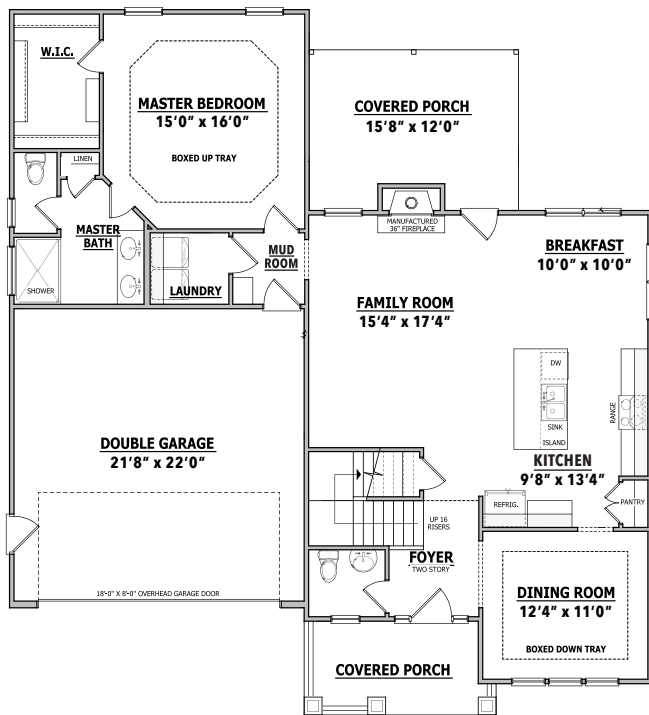 W.I.C.
MASTER BEDROOM
15'0" x 16'0"
BOXED UP TRAY
COVERED PORCH
15'8" x 12'0"
LINEN
MASTER
BATH
SHOWER
LAUNDRY
MUD
ROOM
MANUFACTURED
36" FIREPLACE
BREAKFAST
10'0" x 10'0"
FAMILY ROOM
15'4" x 17'4"
DW
SINK
ISLAND
RANGE
KITCHEN
9'8" x 13'4"
REFRIG.
PANTRY
DOUBLE GARAGE
21'8" x 22'0"
18'-0" X 8'-0" OVERHEAD GARAGE DOOR
UP 16
RISERS
FOYER
TWO STORY
DINING ROOM
12'4" x 11'0"
BOXED DOWN TRAY
COVERED PORCH